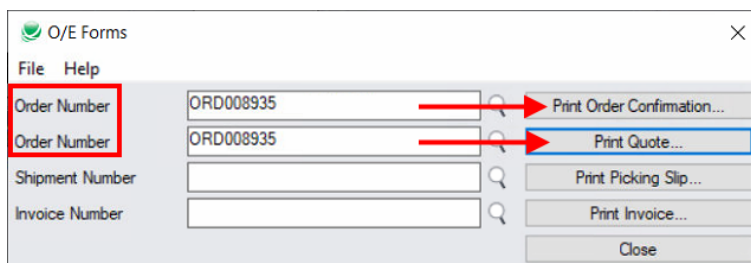 O/E Forms
File Help
Order Number ORD008935 Print Order Confirmation...
Order Number ORD008935 Print Quote...
Shipment Number Print Picking Slip...
Invoice Number Print Invoice...
Close